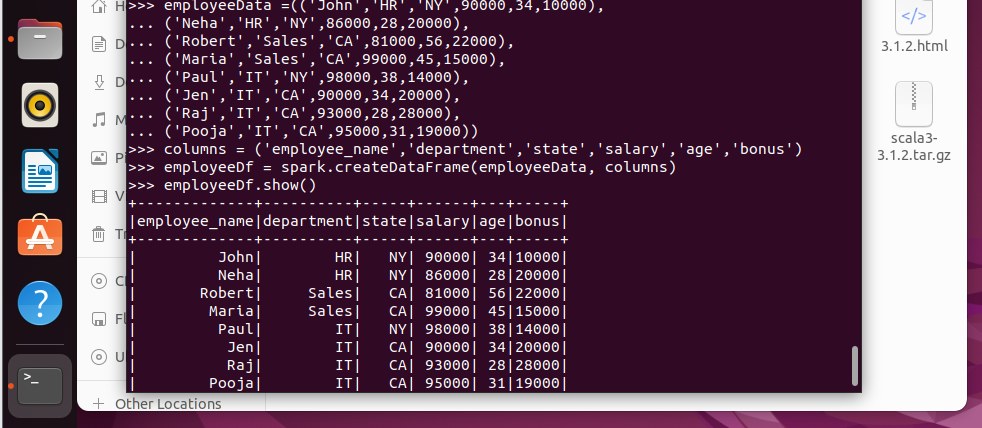 >>> employeeData =(('John','HR','NY',90000,34,10000),
... ('Neha','HR','NY',86000,28,20000),
... ('Robert','Sales','CA',81000,56,22000),
... ('Maria','Sales','CA',99000,45,15000),
... ('Paul','IT','NY',98000,38,14000),
... ('Jen','IT','CA',90000,34,20000),
... ('Raj','IT','CA',93000,28,28000),
... ('Pooja','IT','CA',95000,31,19000))
>>> columns = ('employee_name','department','state','salary','age','bonus')
>>> employeeDf = spark.createDataFrame(employeeData, columns)
>>> employeeDf.show()
+-------------+----------+-----+------+---+-----+
|employee_name|department|state|salary|age|bonus|
+-------------+----------+-----+------+---+-----+
|         John|        HR|   NY| 90000| 34|10000|
|         Neha|        HR|   NY| 86000| 28|20000|
|       Robert|     Sales|   CA| 81000| 56|22000|
|        Maria|     Sales|   CA| 99000| 45|15000|
|         Paul|        IT|   NY| 98000| 38|14000|
|          Jen|        IT|   CA| 90000| 34|20000|
|          Raj|        IT|   CA| 93000| 28|28000|
|        Pooja|        IT|   CA| 95000| 31|19000|
+ Other Locations
</>
3.1.2.html
scala3-
3.1.2.tar.gz
>_